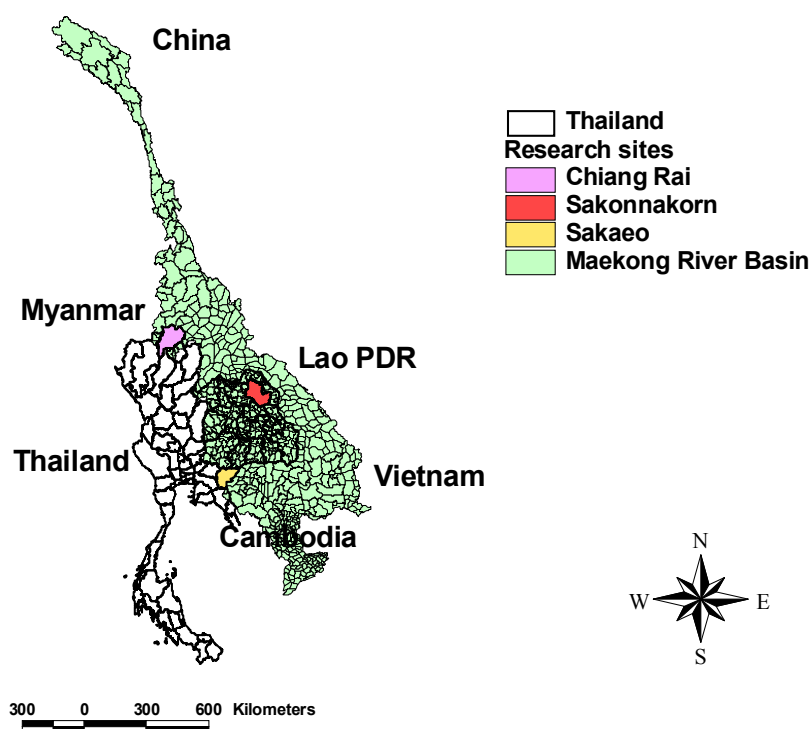 China
Thailand
Research sites
Chiang Rai
Sakonnakorn
Sakaeo
Maekong River Basin
Myanmar
Lao PDR
Thailand
Vietnam
Cambodia
N
W E
S
300 0 300 600 Kilometers